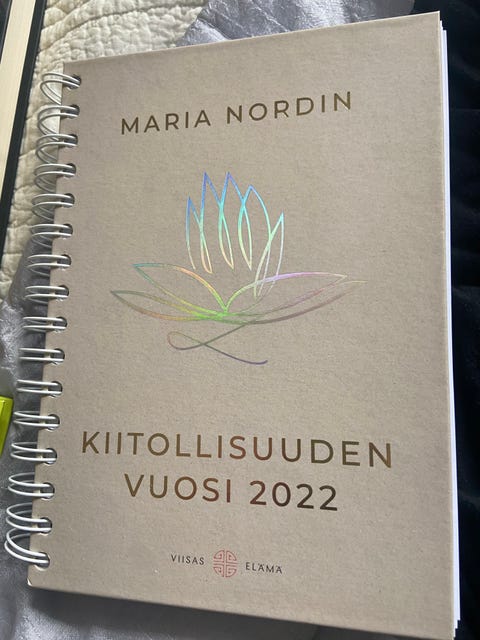 MARIA NORDIN
KIITOLLISUUDEN
VUOSI 2022
VIISAS ELÄMÄ